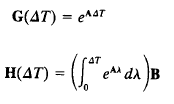 G(ΔT) = e^{AΔT}
H(ΔT) = (∫_0^{ΔT} e^{Aλ} dλ) B